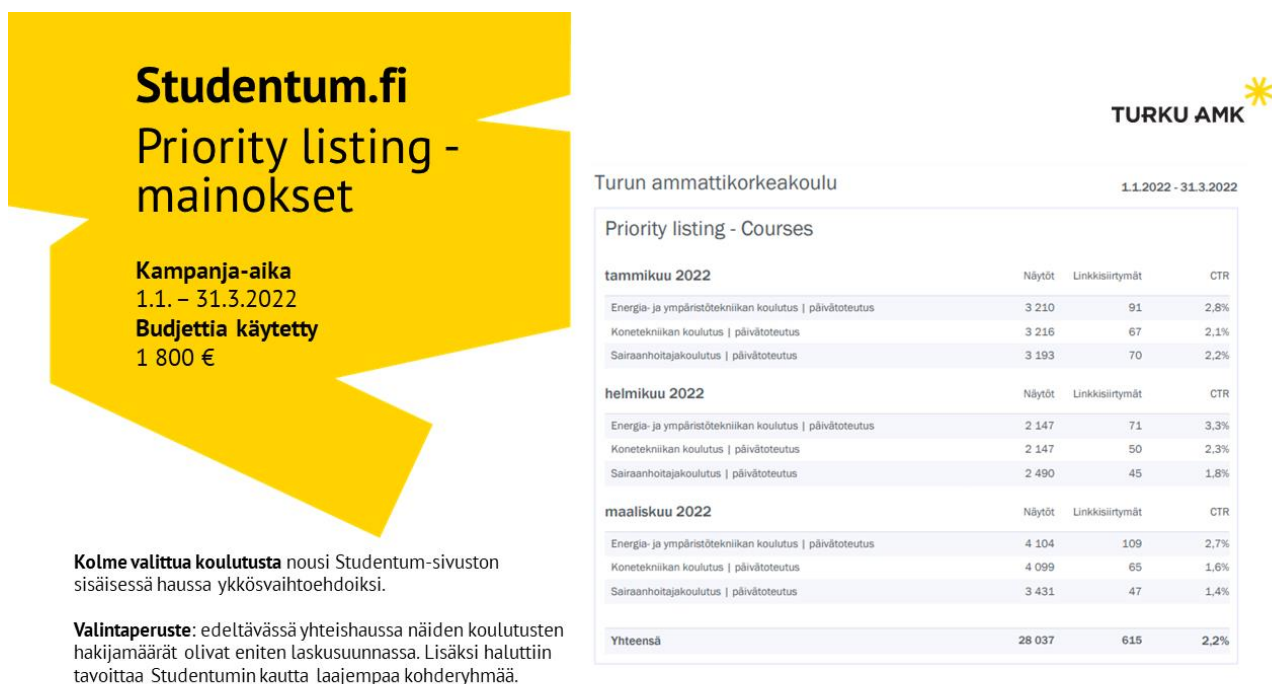 Studentum.fi
Priority listing -
mainokset
Kampanja-aika
1.1. – 31.3.2022
Budjettia käytetty
1 800 €
Kolme valittua koulutusta nousi Studentum-sivuston
sisäisessä haussa ykkösvaihtoehdoiksi.
Valintaperuste: edeltävässä yhteishaussa näiden koulutusten
hakijamäärät olivat eniten laskusuunnassa. Lisäksi haluttiin
tavoittaa Studentumin kautta laajempaa kohderyhmää.
TURKU AMK
Turun ammattikorkeakoulu 1.1.2022 - 31.3.2022
Priority listing - Courses
tammikuu 2022 Näytöt Linkkisiirtymät CTR
Energia- ja ympäristötekniikan koulutus | päivätoteutus 3 210 91 2,8%
Konetekniikan koulutus | päivätoteutus 3 216 67 2,1%
Sairaanhoitajakoulutus | päivätoteutus 3 193 70 2,2%
helmikuu 2022 Näytöt Linkkisiirtymät CTR
Energia- ja ympäristötekniikan koulutus | päivätoteutus 2 147 71 3,3%
Konetekniikan koulutus | päivätoteutus 2 147 50 2,3%
Sairaanhoitajakoulutus | päivätoteutus 2 490 45 1,8%
maaliskuu 2022 Näytöt Linkkisiirtymät CTR
Energia- ja ympäristötekniikan koulutus | päivätoteutus 4 104 109 2,7%
Konetekniikan koulutus | päivätoteutus 4 099 65 1,6%
Sairaanhoitajakoulutus | päivätoteutus 3 431 47 1,4%
Yhteensä 28 037 615 2,2%